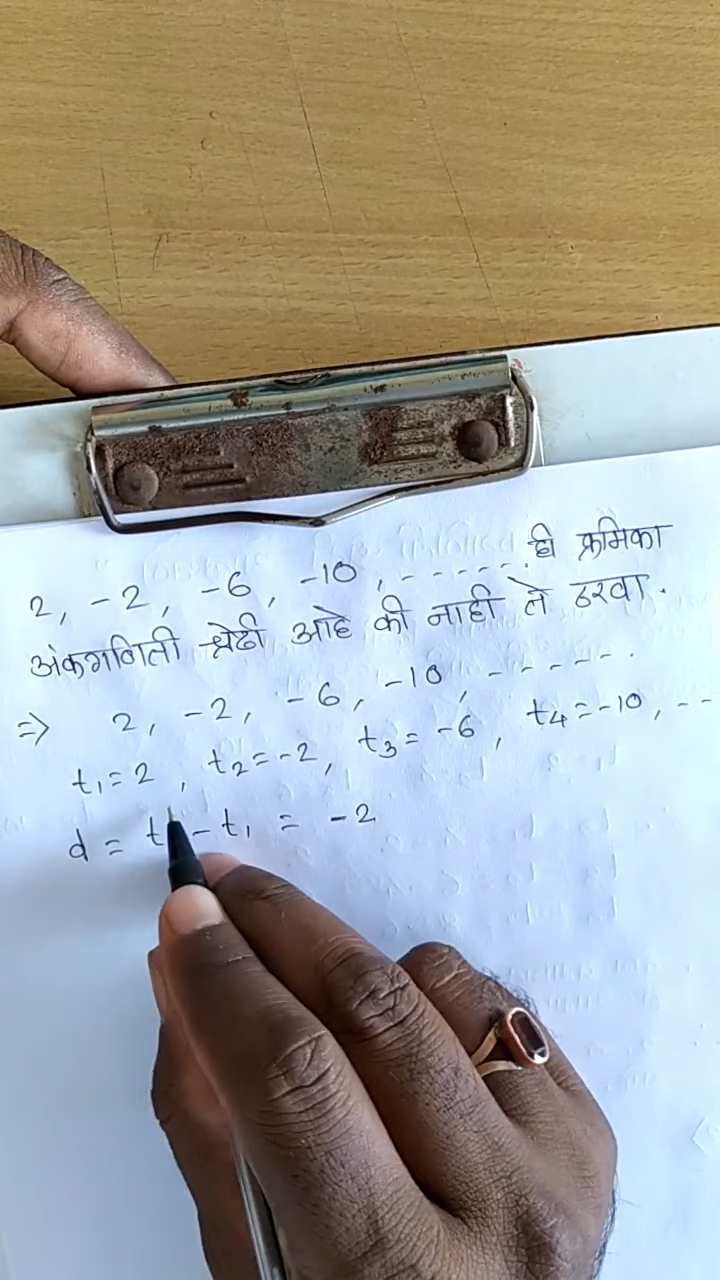 2, -2, -6, -10, ------. ही क्रमिका
अंकगणिती श्रेढी आहे की नाही ते ठरवा.
⇒ 2, -2, -6, -10, ------.
t₁=2, t₂=-2, t₃=-6, t₄=-10, --
d = t - t₁ = -2